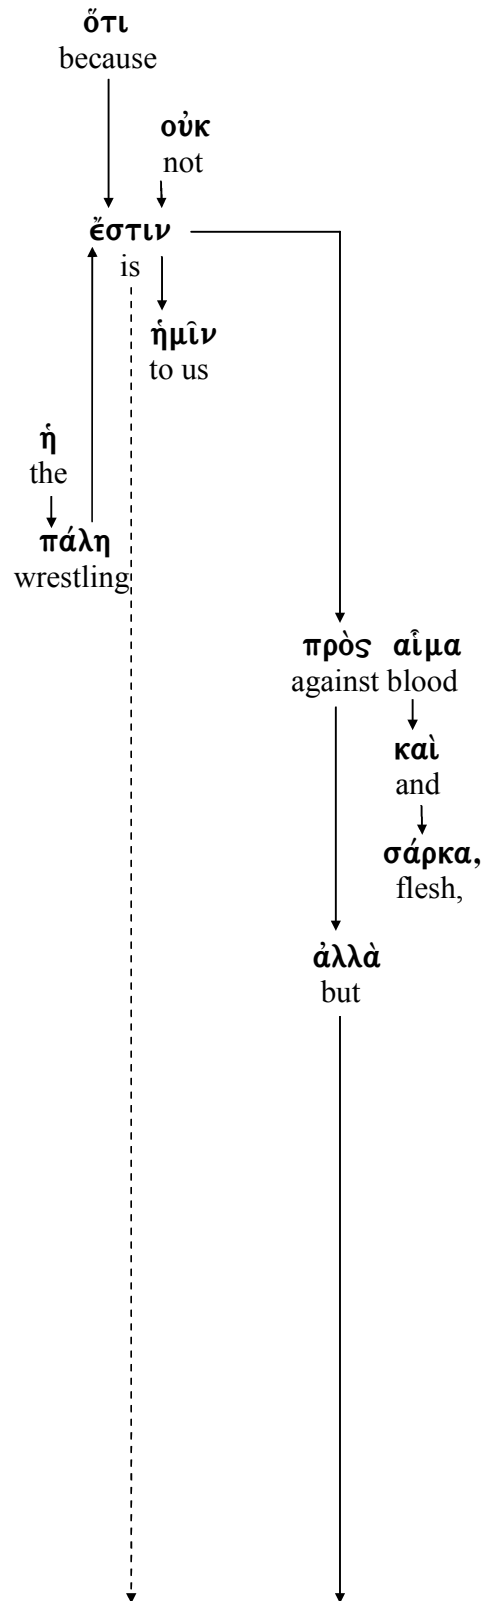 ὅτι
because
οὐκ
not
ἔστιν
is
ἡμῖν
to us
ἡ
the
πάλη
wrestling
πρὸς αἷμα
against blood
καὶ
and
σάρκα,
flesh,
ἀλλὰ
but